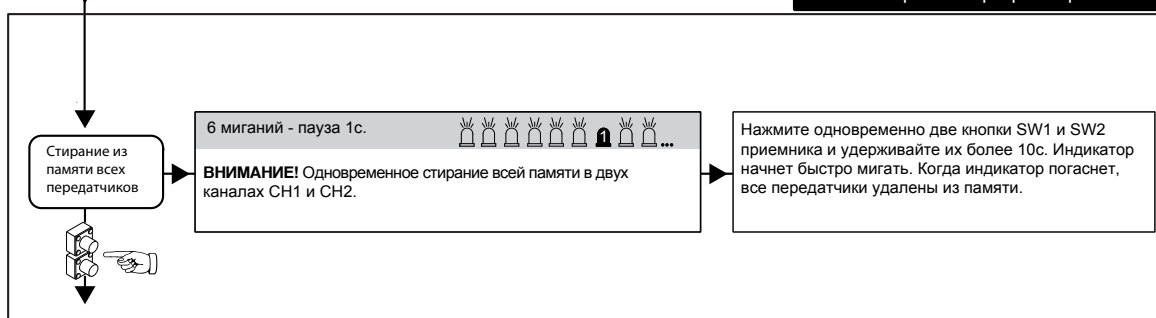 Стирание из
памяти всех
передатчиков
6 миганий - пауза 1с.
1
...
ВНИМАНИЕ! Одновременное стирание всей памяти в двух
каналах CH1 и CH2.
Нажмите одновременно две кнопки SW1 и SW2
приемника и удерживайте их более 10с. Индикатор
начнет быстро мигать. Когда индикатор погаснет,
все передатчики удалены из памяти.